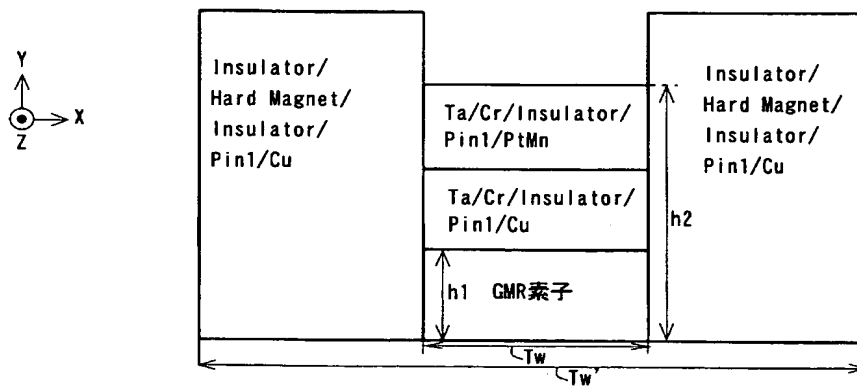 Y
X
Z
Insulator/
Hard Magnet/
Insulator/
Pin1/Cu
Ta/Cr/Insulator/
Pin1/PtMn
Ta/Cr/Insulator/
Pin1/Cu
h1 GMR素子
Insulator/
Hard Magnet/
Insulator/
Pin1/Cu
h2
Tw
Tw'